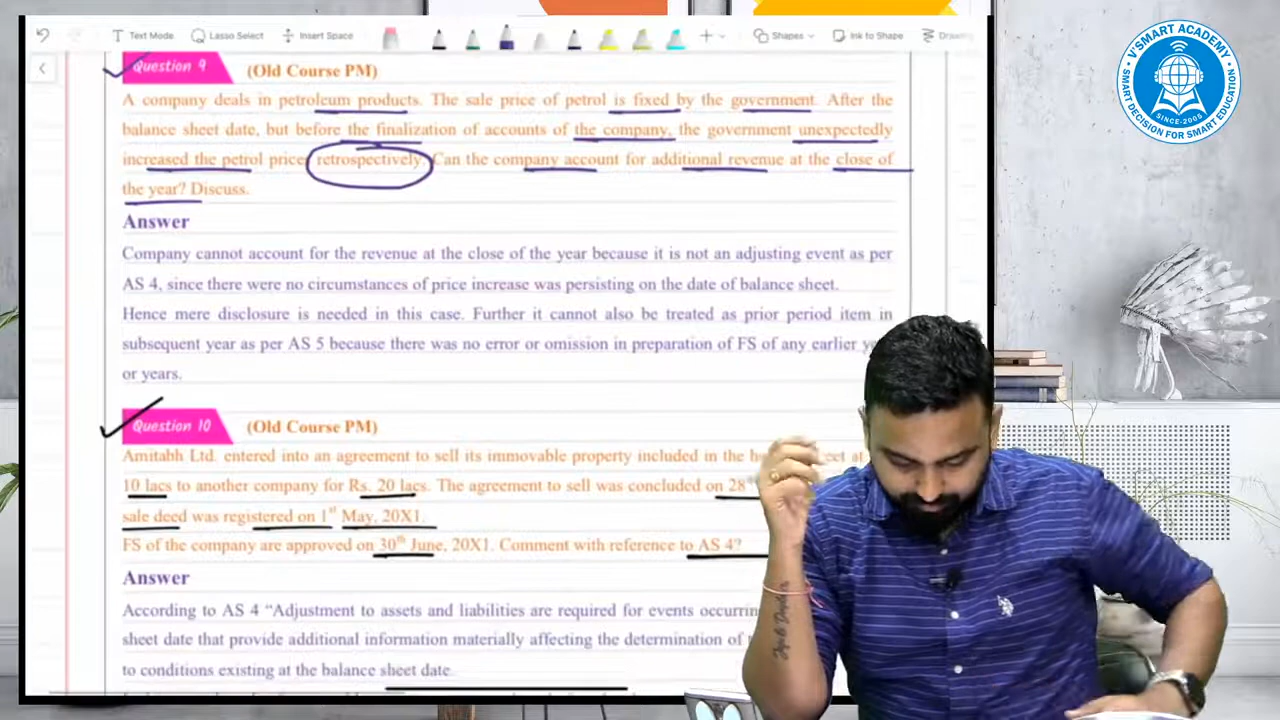 Text Mode Lasso Select Insert Space Shapes Ink to Shape Drawing
Question 9 (Old Course PM)
A company deals in petroleum products. The sale price of petrol is fixed by the government. After the
balance sheet date, but before the finalization of accounts of the company, the government unexpectedly
increased the petrol price retrospectively. Can the company account for additional revenue at the close of
the year? Discuss.
Answer
Company cannot account for the revenue at the close of the year because it is not an adjusting event as per
AS 4, since there were no circumstances of price increase was persisting on the date of balance sheet.
Hence mere disclosure is needed in this case. Further it cannot also be treated as prior period item in
subsequent year as per AS 5 because there was no error or omission in preparation of FS of any earlier
or years.
Question 10 (Old Course PM)
Amitabh Ltd. entered into an agreement to sell its immovable property included in the at
10 lacs to another company for Rs. 20 lacs. The agreement to sell was concluded on 28
sale deed was registered on 1st May, 20X1.
FS of the company are approved on 30th June, 20X1. Comment with reference to AS 4?
Answer
According to AS 4 “Adjustment to assets and liabilities are required for events
sheet date that provide additional information materially affecting the determination of
to conditions existing at the balance sheet date
V'SMART ACADEMY
SINCE-2005
SMART DECISION FOR SMART EDUCATION